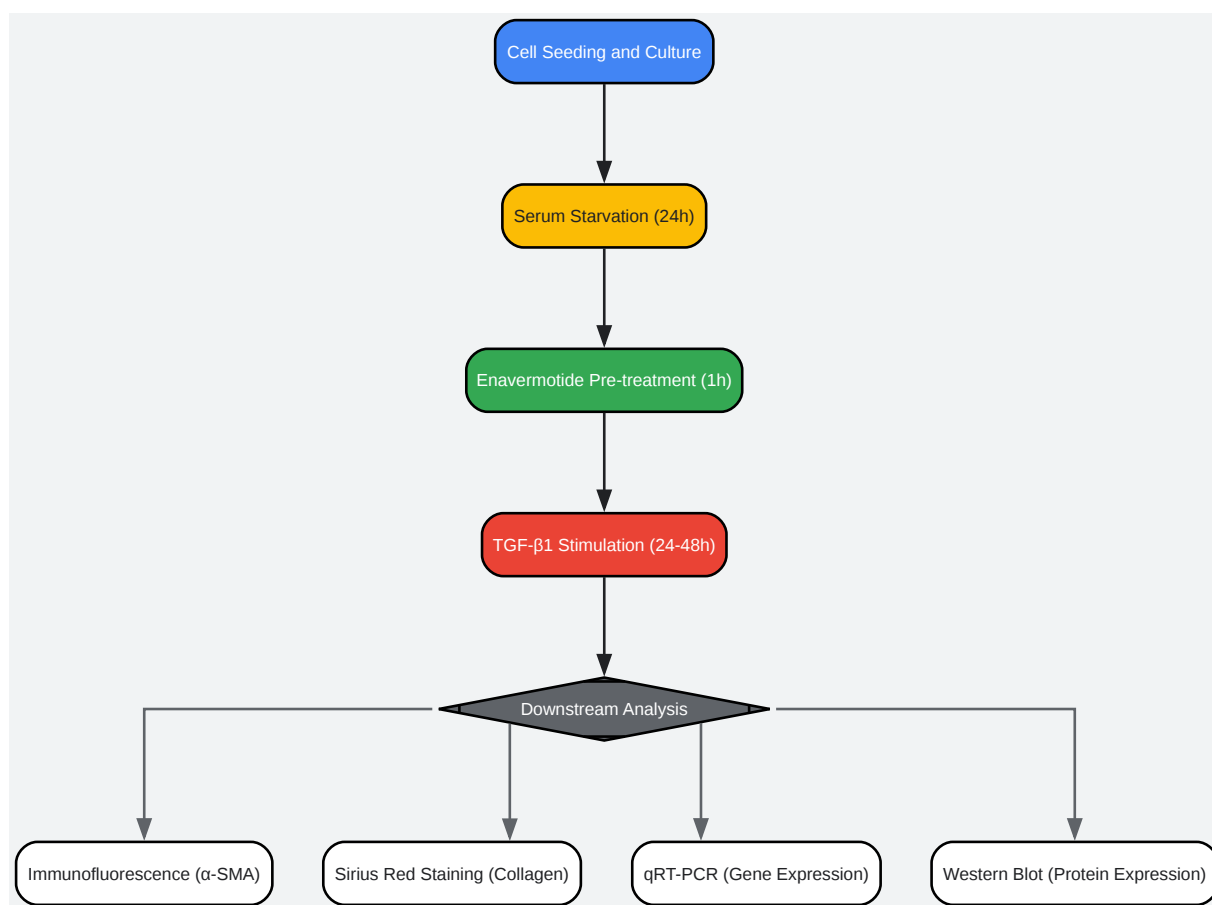 Cell Seeding and Culture
Serum Starvation (24h)
Enavermotide Pre-treatment (1h)
TGF-β1 Stimulation (24-48h)
Downstream Analysis
Immunofluorescence (α-SMA)
Sirius Red Staining (Collagen)
qRT-PCR (Gene Expression)
Western Blot (Protein Expression)